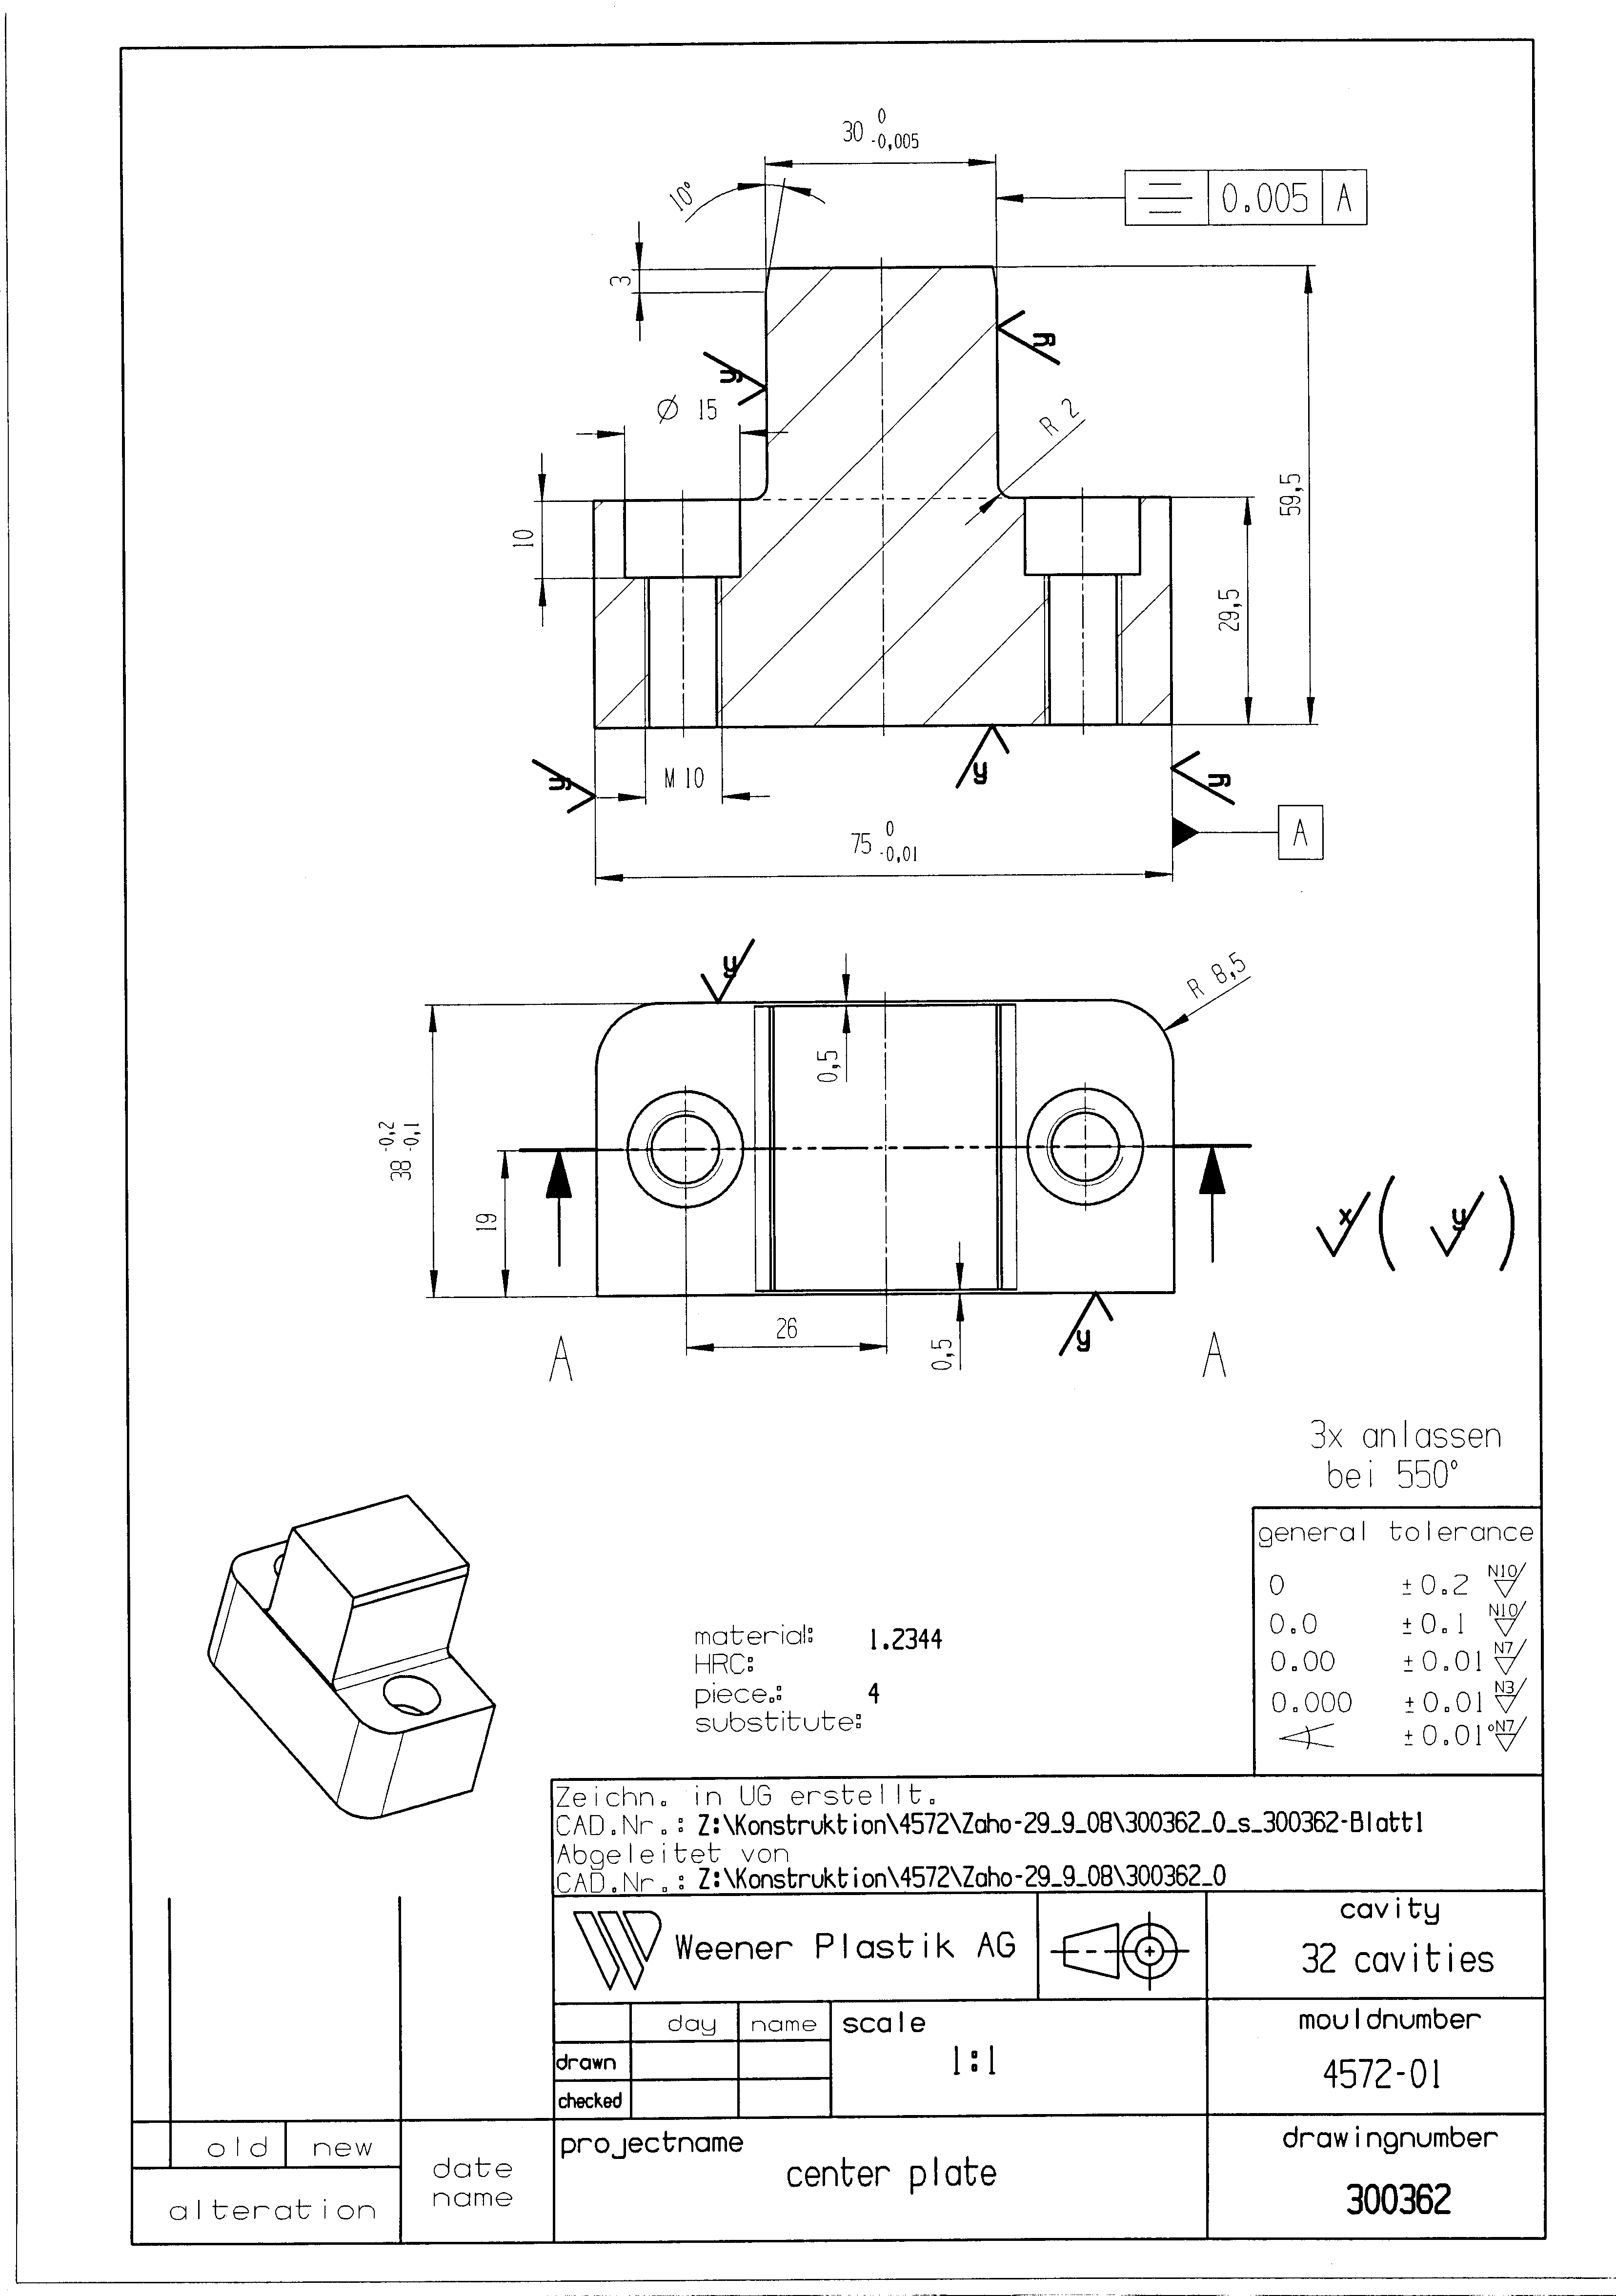 30 0 -0,005
10°
0.005 A
3
y
y
Ø 15
R 2
59,5
10
29,5
y
M 10
y
y
75 0 -0,01
A
y
R 8,5
0,5
38 -0,2 -0,1
19
x ( y )
26
0,5
y
A
A
3x anlassen
bei 550°
general tolerance
0 ±0.2 N10
0.0 ±0.1 N10
0.00 ±0.01 N7
0.000 ±0.01 N3
±0.01° N7
material: 1.2344
HRC:
piece.: 4
substitute:
Zeichn. in UG erstellt.
CAD.Nr.: Z:\Konstruktion\4572\Zaho-29_9_08\300362_0_s_300362-Blatt1
Abgeleitet von
CAD.Nr.: Z:\Konstruktion\4572\Zaho-29_9_08\300362_0
Weener Plastik AG
cavity
32 cavities
day name
scale
1:1
drawn
checked
mouldnumber
4572-01
old new
alteration
date
name
projectname
center plate
drawingnumber
300362